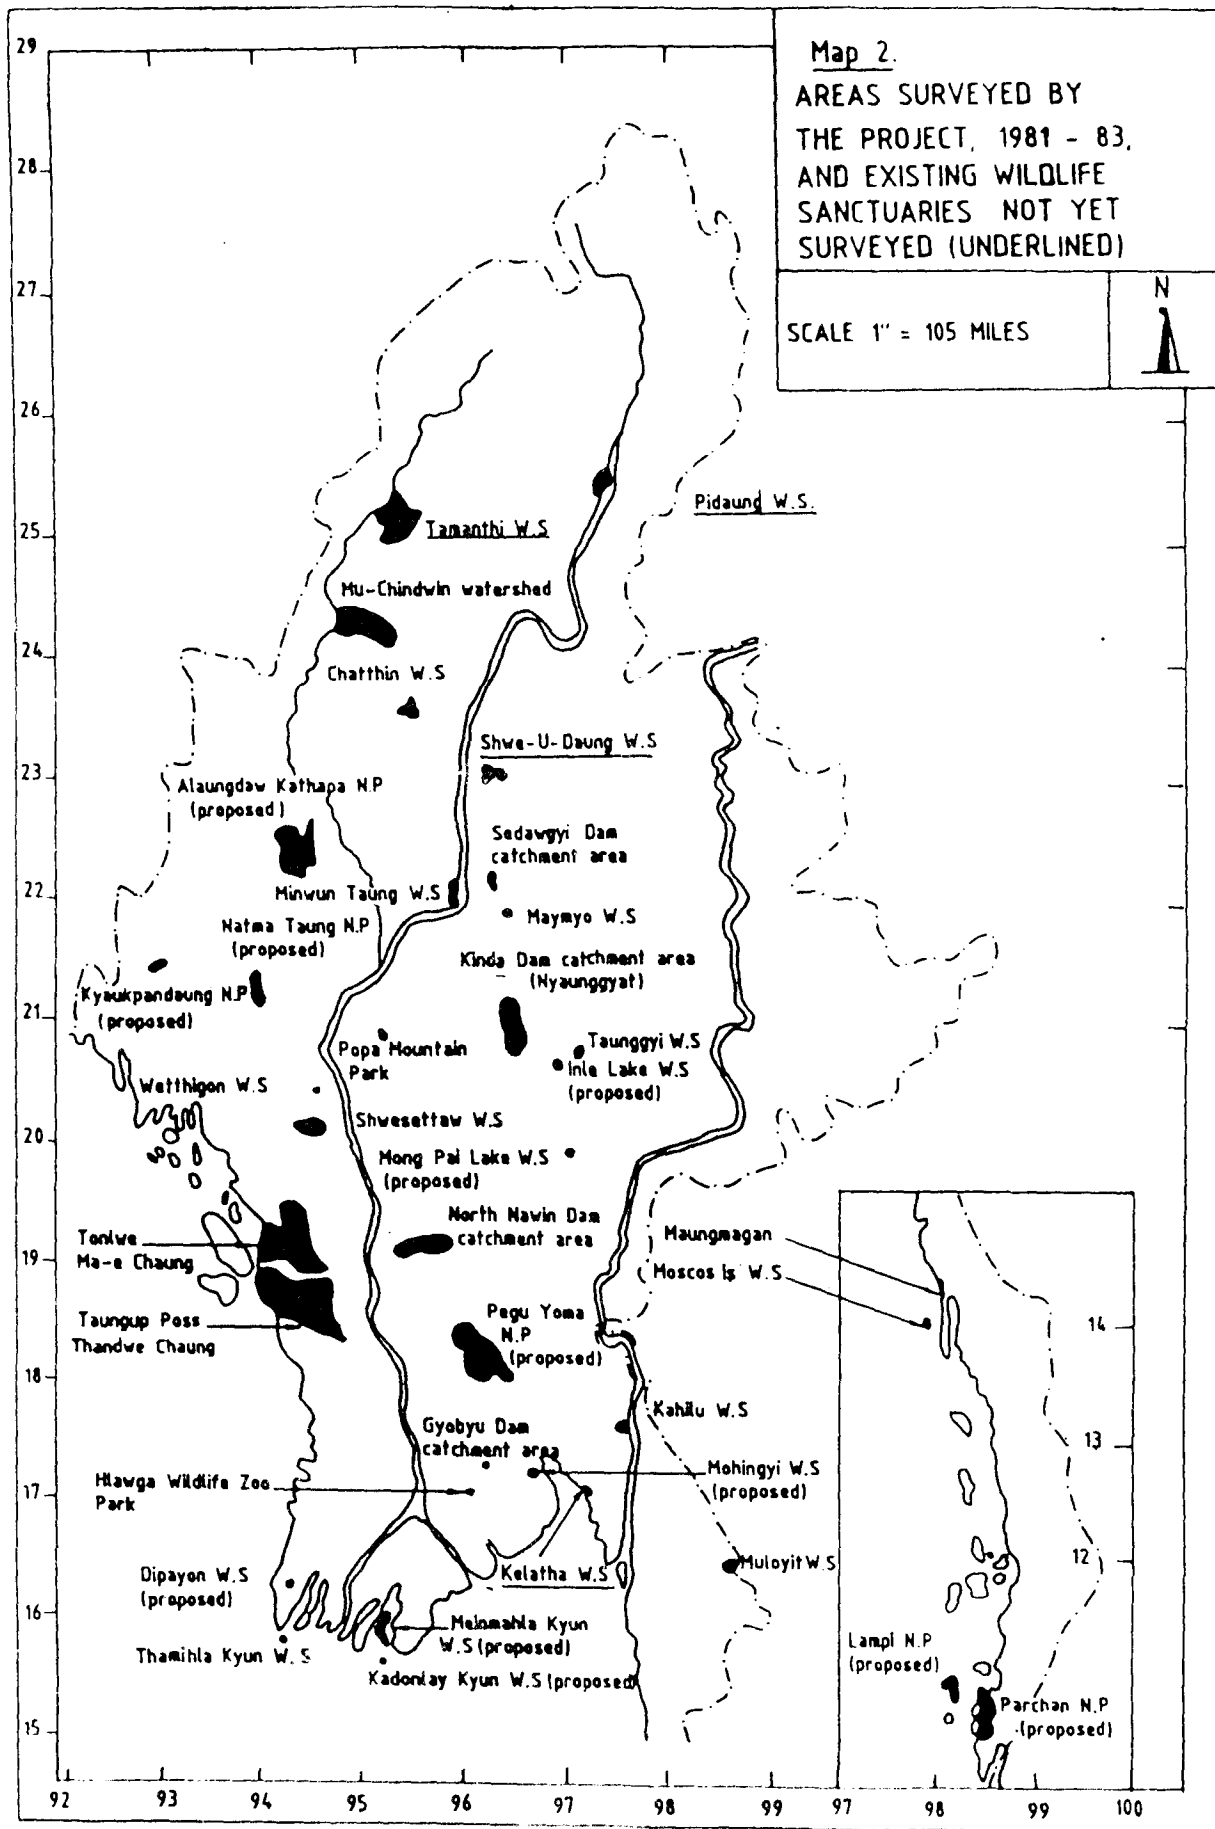 Map 2.
AREAS SURVEYED BY
THE PROJECT, 1981 - 83,
AND EXISTING WILDLIFE
SANCTUARIES NOT YET
SURVEYED (UNDERLINED)
SCALE 1" = 105 MILES
N
29
28
27
26
25
24
23
22
21
20
19
18
17
16
15
Pidaung W.S.
Tamanthi W.S
Mu-Chindwin watershed
Chatthin W.S
Shwe-U-Daung W.S
Alaungdaw Kathapa N.P
(proposed)
Sedawgyi Dam
catchment area
Minwun Taung W.S
Maymyo W.S
Natma Taung N.P
(proposed)
Kinda Dam catchment area
(Nyaunggyat)
Kyaukpandaung N.P
(proposed)
Popa Mountain
Park
Taunggyi W.S
Inle Lake W.S
(proposed)
Wetthigon W.S
Shwesettaw W.S
Mong Pai Lake W.S
(proposed)
North Nawin Dam
catchment area
Tonlwe
Ma-e Chaung
Maungmagan
Moscos Is W.S
Taungup Poss
Thandwe Chaung
Pegu Yoma
N.P
(proposed)
Kahilu W.S
Gyobyu Dam
catchment area
Hlawga Wildlife Zoo
Park
Mohingyi W.S
(proposed)
Kelatha W.S
Muloyit W.S
Dipayon W.S
(proposed)
Thamihla Kyun W.S
Melomahla Kyun
W.S (proposed)
Kadonlay Kyun W.S (proposed)
14
13
12
Lampi N.P
(proposed)
Parchan N.P
(proposed)
92 93 94 95 96 97 98 99 97 98 99 100